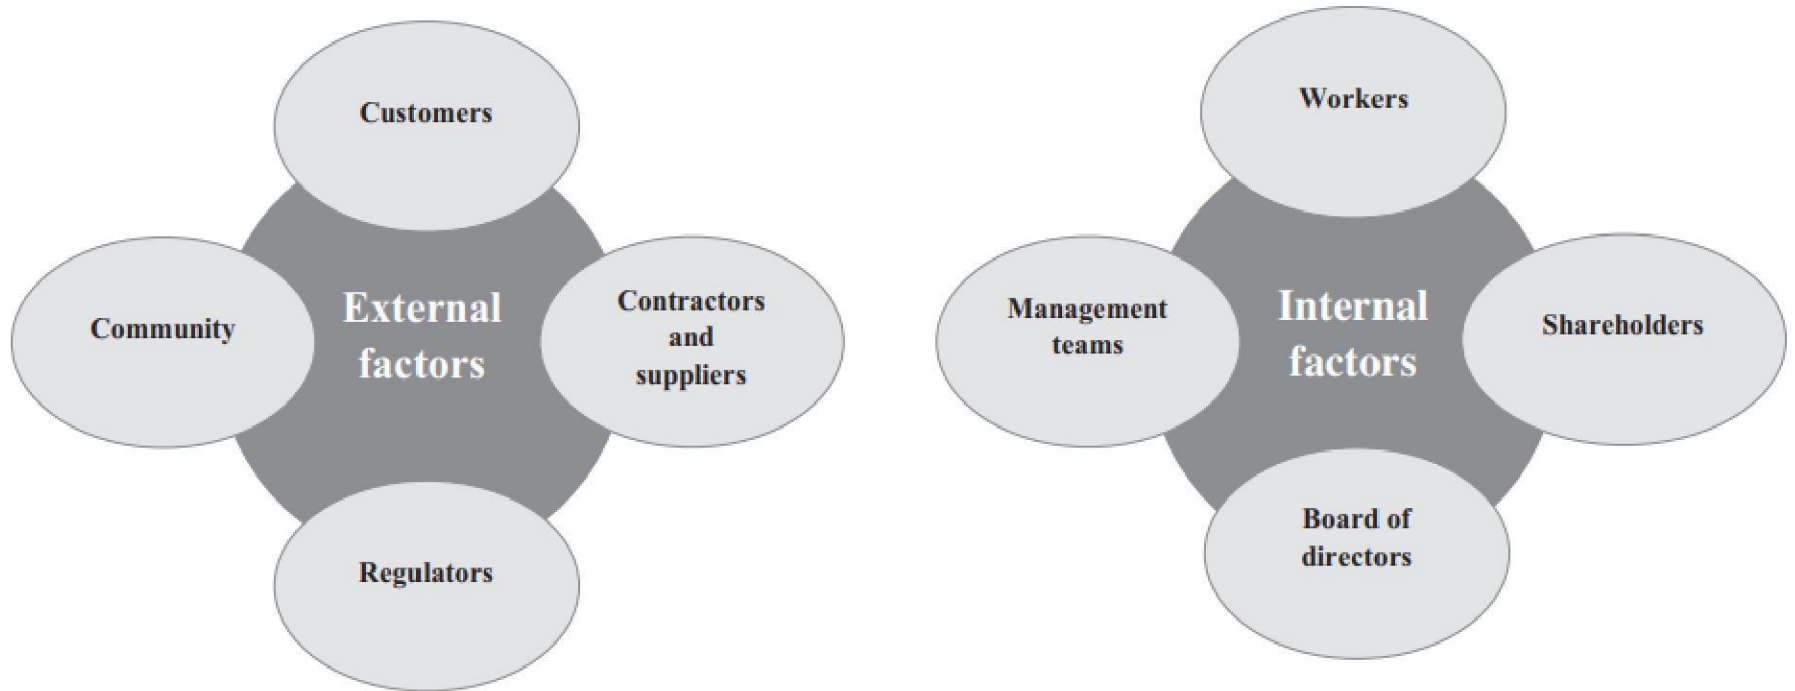 Customers
External
factors
Community
Contractors
and
suppliers
Regulators
Workers
Internal
factors
Management
teams
Shareholders
Board of
directors